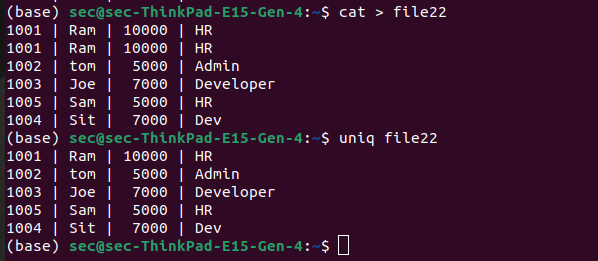 (base) sec@sec-ThinkPad-E15-Gen-4:~$ cat > file22
1001 | Ram | 10000 | HR
1001 | Ram | 10000 | HR
1002 | tom |  5000 | Admin
1003 | Joe |  7000 | Developer
1005 | Sam |  5000 | HR
1004 | Sit |  7000 | Dev
(base) sec@sec-ThinkPad-E15-Gen-4:~$ uniq file22
1001 | Ram | 10000 | HR
1002 | tom |  5000 | Admin
1003 | Joe |  7000 | Developer
1005 | Sam |  5000 | HR
1004 | Sit |  7000 | Dev
(base) sec@sec-ThinkPad-E15-Gen-4:~$